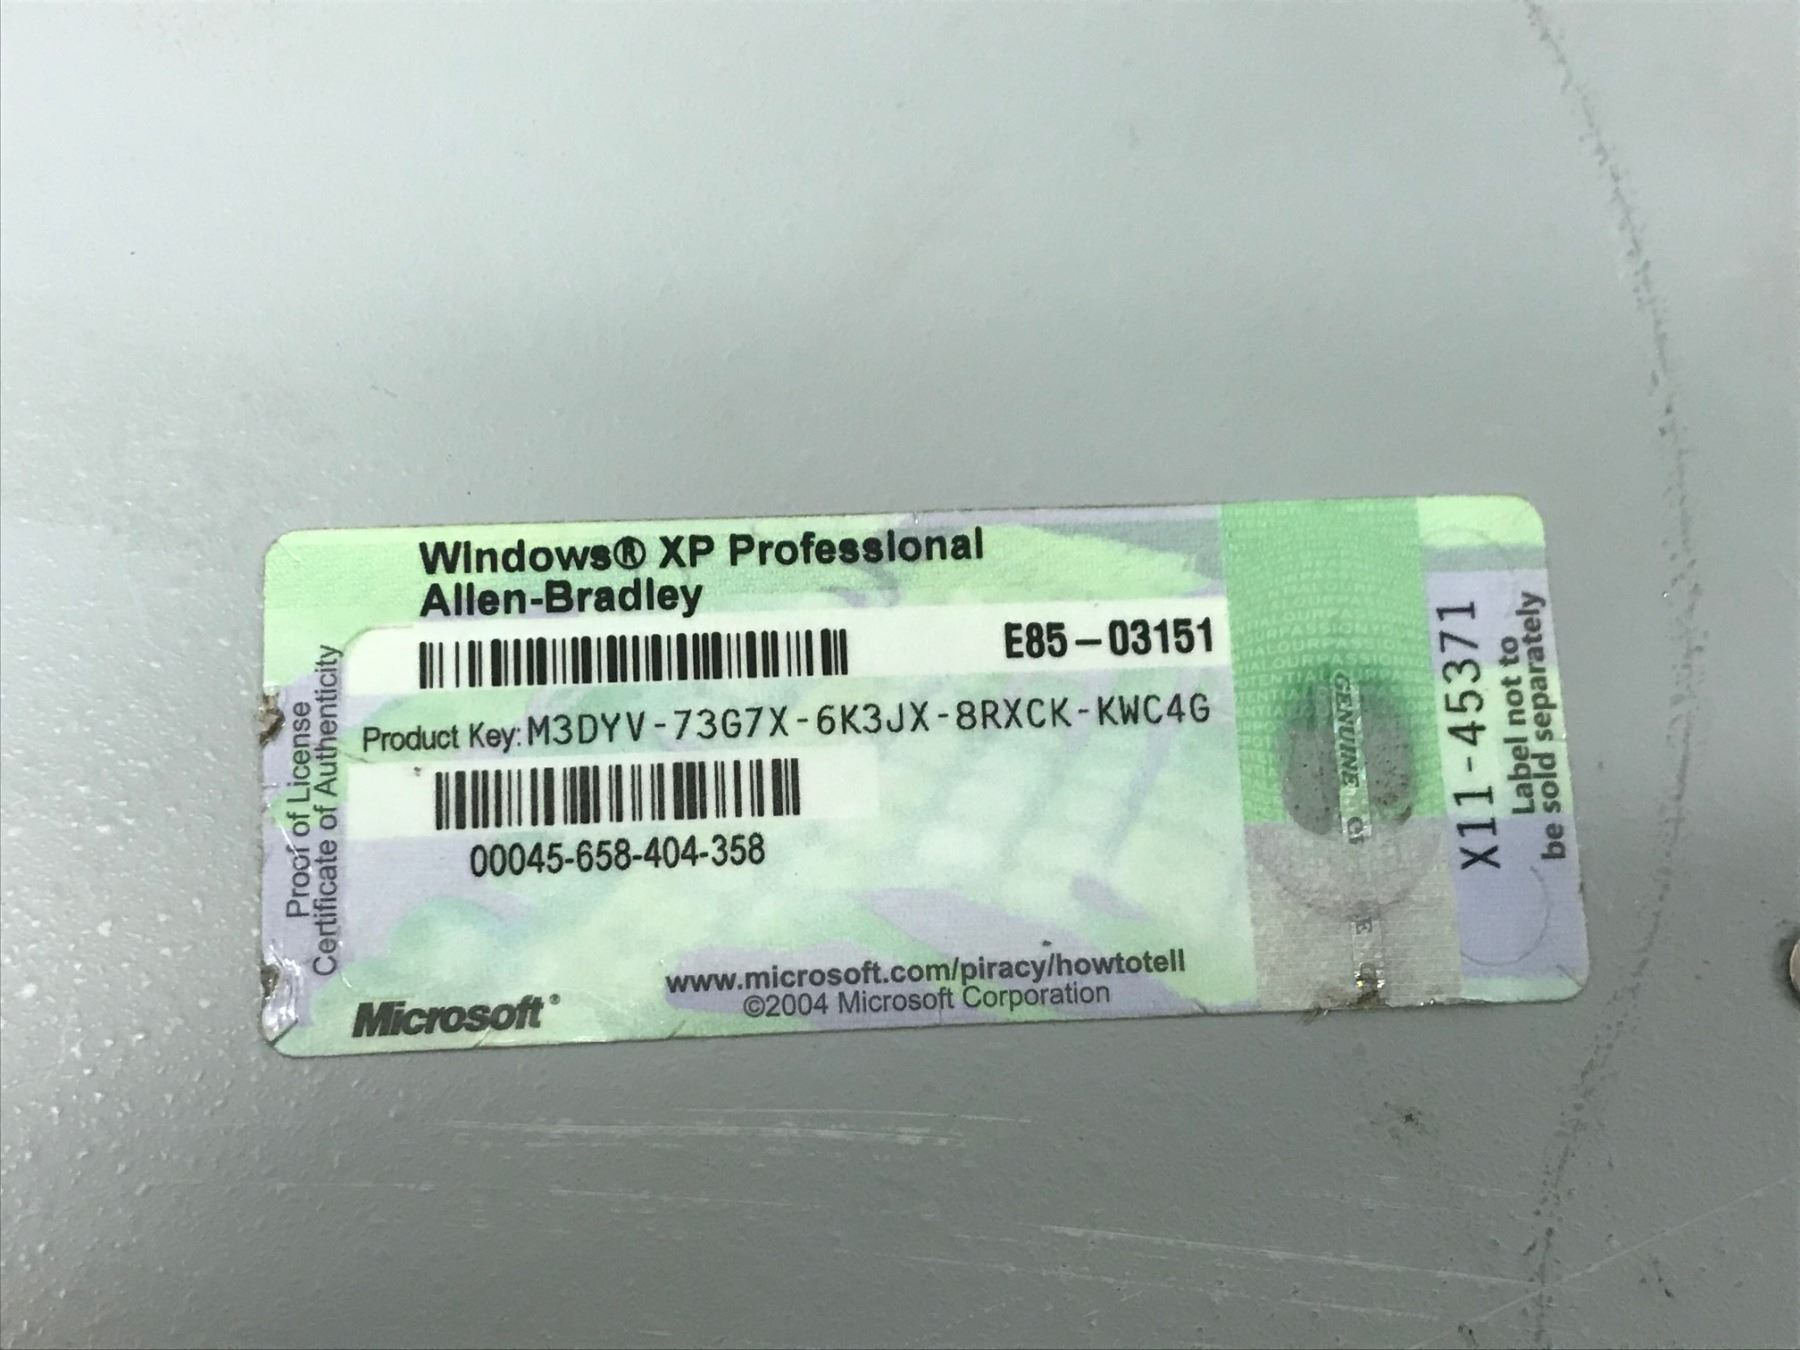 Windows® XP Professional
Allen-Bradley
E85-03151
Product Key: M3DYV-73G7X-6K3JX-8RXCK-KWC4G
00045-658-404-358
www.microsoft.com/piracy/howtotell
©2004 Microsoft Corporation
Microsoft®
Proof of License
Certificate of Authenticity
GENUINE
X11-45371
Label not to
be sold separately